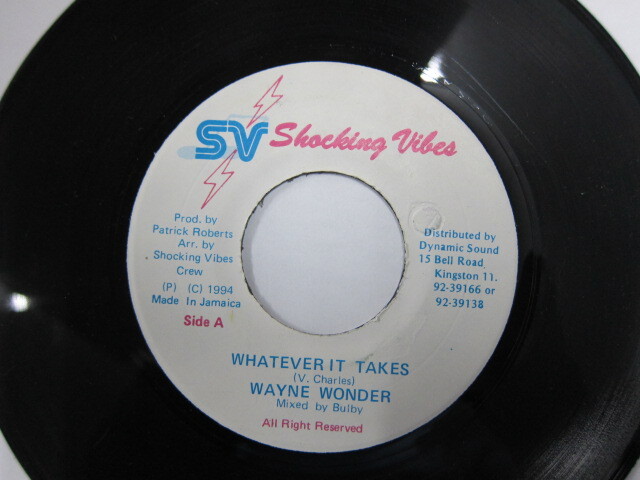 SV Shocking Vibes
Prod. by
Patrick Roberts
Arr. by
Shocking Vibes
Crew
(P) (C) 1994
Made In Jamaica
Side A
Distributed by
Dynamic Sound
15 Bell Road
Kingston 11.
92-39166 or
92-39138
WHATEVER IT TAKES
(V. Charles)
WAYNE WONDER
Mixed by Bulby
All Right Reserved